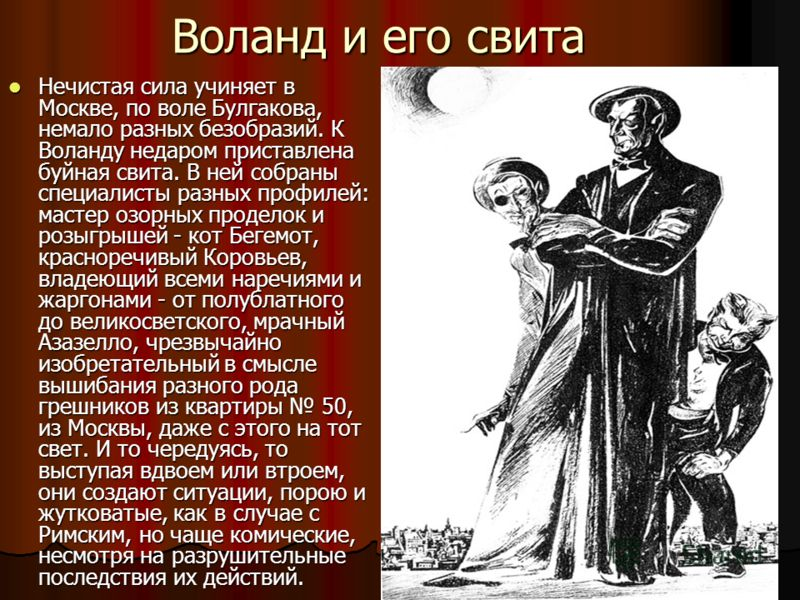 Воланд и его свита
Нечистая сила учиняет в
Москве, по воле Булгакова,
немало разных безобразий. К
Воланду недаром приставлена
буйная свита. В ней собраны
специалисты разных профилей:
мастер озорных проделок и
розыгрышей - кот Бегемот,
красноречивый Коровьев,
владеющий всеми наречиями и
жаргонами - от полублатного
до великосветского, мрачный
Азазелло, чрезвычайно
изобретательный в смысле
вышибания разного рода
грешников из квартиры № 50,
из Москвы, даже с этого на тот
свет. И то чередуясь, то
выступая вдвоем или втроем,
они создают ситуации, порою и
жутковатые, как в случае с
Римским, но чаще комические,
несмотря на разрушительные
последствия их действий.